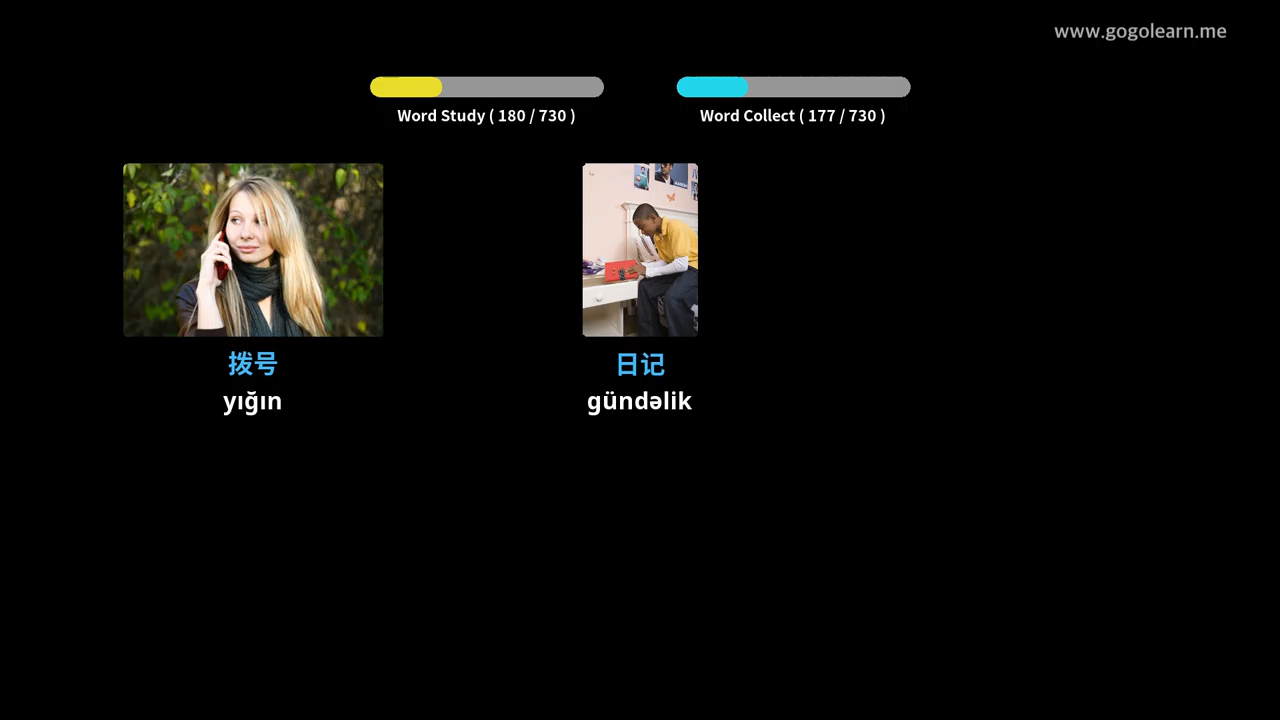 www.gogolearn.me
Word Study ( 180 / 730 )
Word Collect ( 177 / 730 )
拨号
yığın
日记
gündəlik